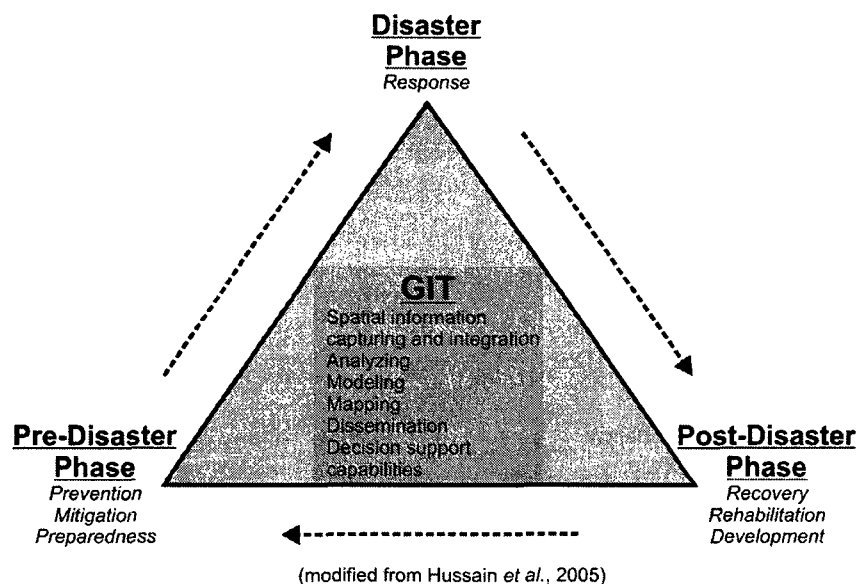 Disaster
Phase
Response
GIT
Spatial information
capturing and integration
Analyzing
Modeling
Mapping
Dissemination
Decision support
capabilities
Pre-Disaster
Phase
Prevention
Mitigation
Preparedness
Post-Disaster
Phase
Recovery
Rehabilitation
Development
(modified from Hussain et al., 2005)